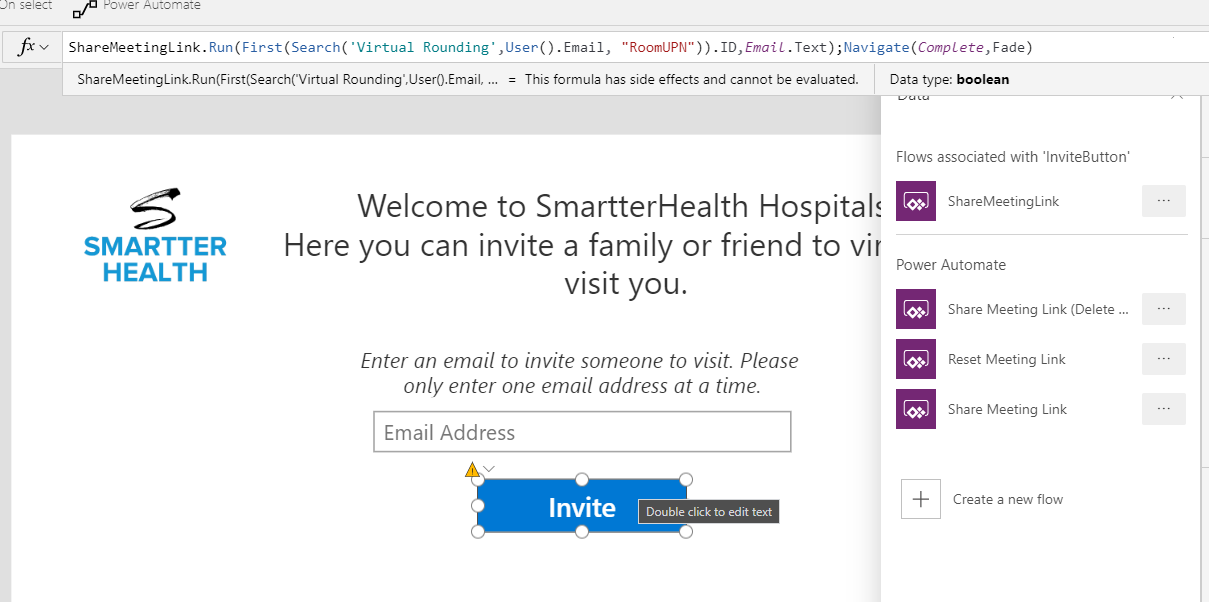 On select
Power Automate
fx
ShareMeetingLink.Run(First(Search('Virtual Rounding',User().Email, "RoomUPN")).ID,Email.Text);Navigate(Complete,Fade)
ShareMeetingLink.Run(First(Search('Virtual Rounding',User().Email, ... = This formula has side effects and cannot be evaluated.
Data type: boolean
Data
Flows associated with 'InviteButton'
ShareMeetingLink
...
Power Automate
Share Meeting Link (Delete ...
...
Reset Meeting Link
...
Share Meeting Link
...
Create a new flow
S
SMARTTER
HEALTH
Welcome to SmartterHealth Hospitals
Here you can invite a family or friend to vir
visit you.
Enter an email to invite someone to visit. Please
only enter one email address at a time.
Email Address
Invite
Double click to edit text